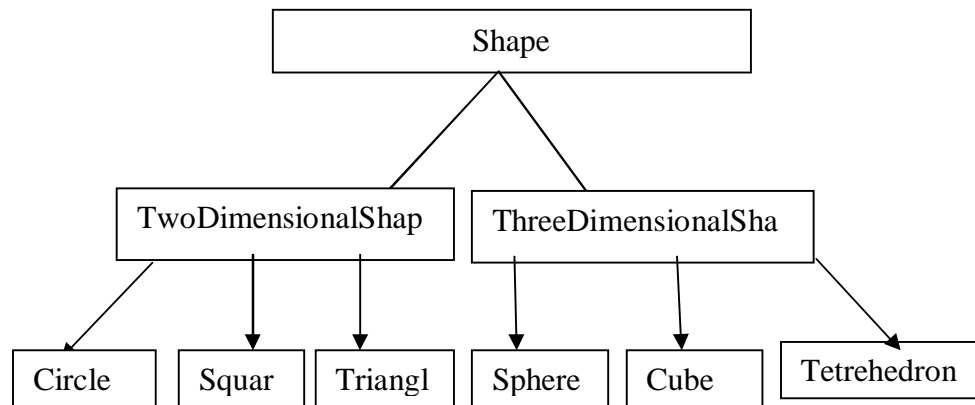 Shape
TwoDimensionalShap
ThreeDimensionalSha
Circle
Squar
Triangl
Sphere
Cube
Tetrehedron